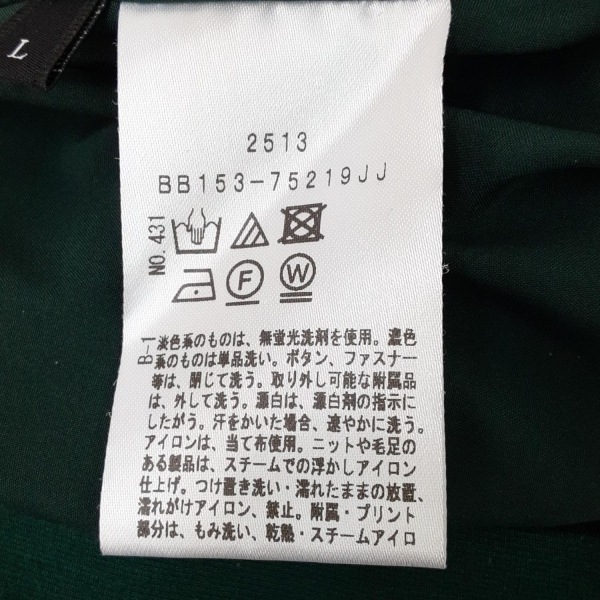 L
2513
BB153-75219JJ
NO.431
F
W
B-1
淡色系のものは、無蛍光洗剤を使用。濃色
系のものは単品洗い。ボタン、ファスナー
等は、閉じて洗う。取り外し可能な附属品
は、外して洗う。漂白は、漂白剤の指示に
したがう。汗をかいた場合、速やかに洗う。
アイロンは、当て布使用。ニットや毛足の
ある製品は、スチームでの浮かしアイロン
仕上げ。つけ置き洗い・濡れたままの放置、
濡れがけアイロン、禁止。附属・プリント
部分は、もみ洗い、乾熱・スチームアイロ